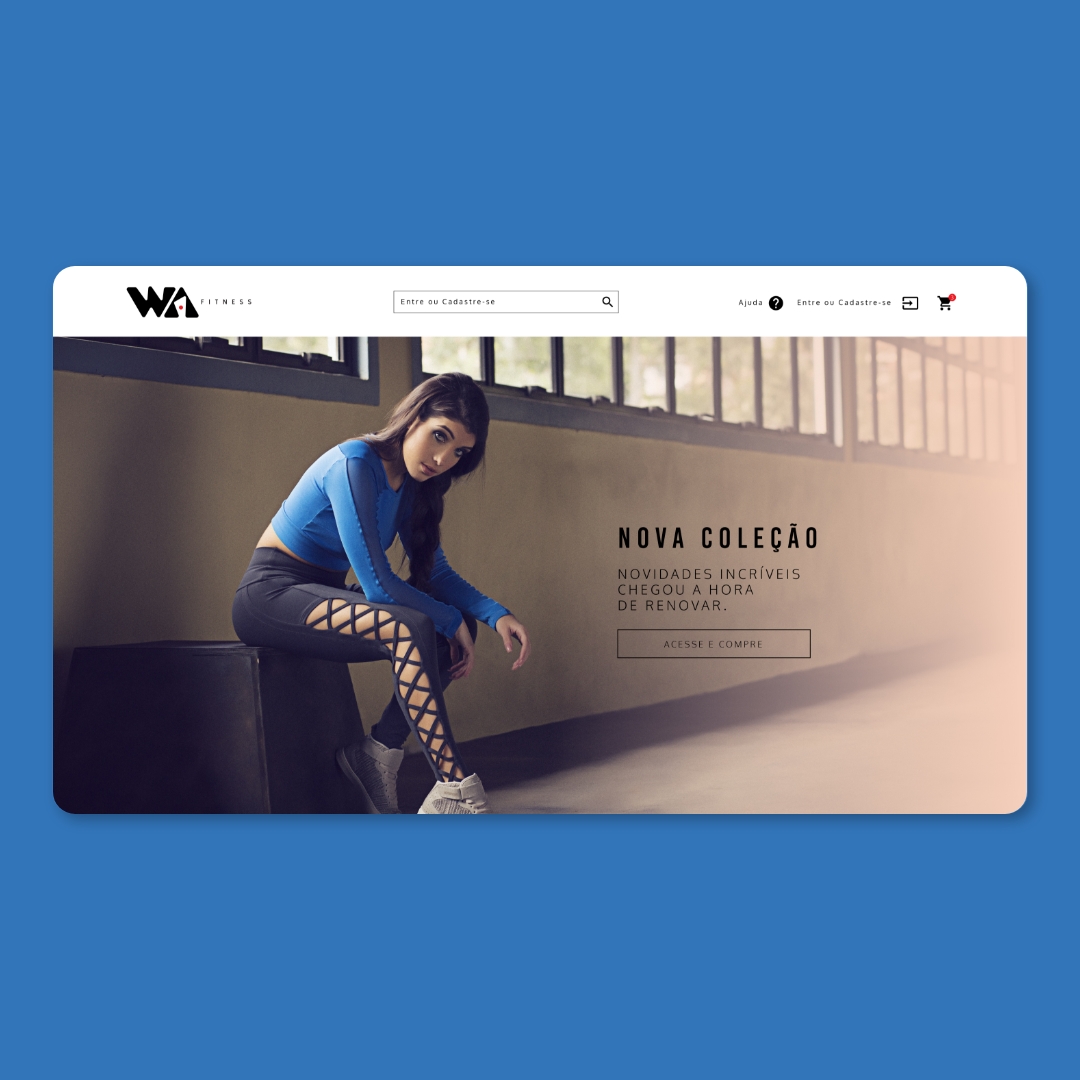 WA FITNESS
Entre ou Cadastre-se
Ajuda
Entre ou Cadastre-se
NOVA COLEÇÃO
NOVIDADES INCRÍVEIS
CHEGOU A HORA
DE RENOVAR.
ACESSE E COMPRE